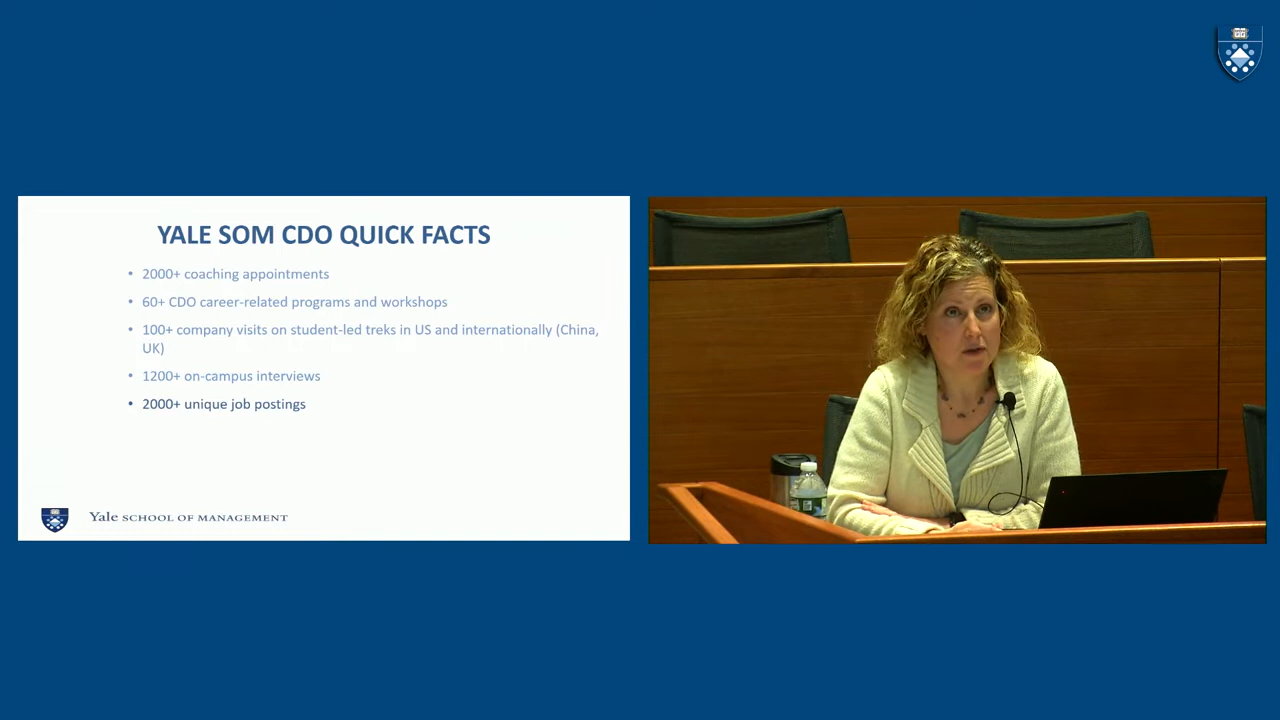 YALE SOM CDO QUICK FACTS
• 2000+ coaching appointments
• 60+ CDO career-related programs and workshops
• 100+ company visits on student-led treks in US and internationally (China,
UK)
• 1200+ on-campus interviews
• 2000+ unique job postings
Yale SCHOOL OF MANAGEMENT